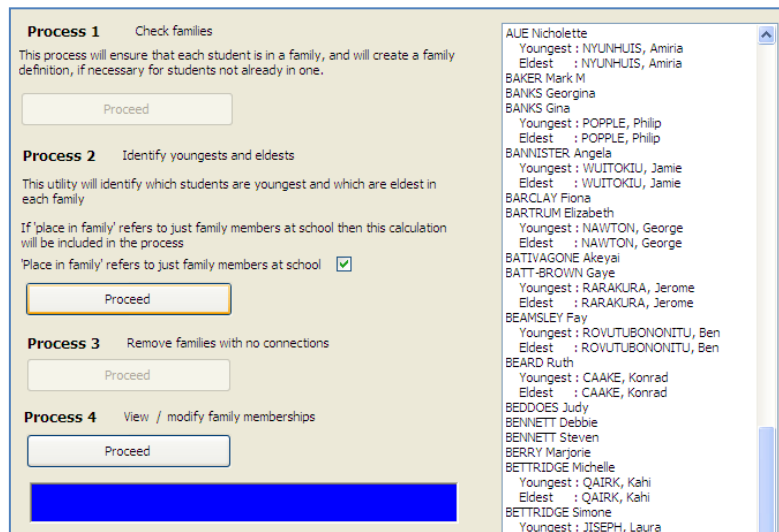 Process 1 Check families
This process will ensure that each student is in a family, and will create a family
definition, if necessary for students not already in one.
Proceed
Process 2 Identify youngests and eldests
This utility will identify which students are youngest and which are eldest in
each family
If 'place in family' refers to just family members at school then this calculation
will be included in the process
'Place in family' refers to just family members at school
Proceed
Process 3 Remove families with no connections
Proceed
Process 4 View / modify family memberships
Proceed
AUE Nicholette
Youngest : NYUNHUIS, Amiria
Eldest : NYUNHUIS, Amiria
BAKER Mark M
BANKS Georgina
BANKS Gina
Youngest : POPPLE, Philip
Eldest : POPPLE, Philip
BANNISTER Angela
Youngest : WUITOKIU, Jamie
Eldest : WUITOKIU, Jamie
BARCLAY Fiona
BARTRUM Elizabeth
Youngest : NAWTON, George
Eldest : NAWTON, George
BATIVAGONE Akeyai
BATT-BROWN Gaye
Youngest : RARAKURA, Jerome
Eldest : RARAKURA, Jerome
BEAMSLEY Fay
Youngest : ROVUTUBONONITU, Ben
Eldest : ROVUTUBONONITU, Ben
BEARD Ruth
Youngest : CAAKE, Konrad
Eldest : CAAKE, Konrad
BEDDOES Judy
BENNETT Debbie
BENNETT Steven
BERRY Marjorie
BETTRIDGE Michelle
Youngest : QAIRK, Kahi
Eldest : QAIRK, Kahi
BETTRIDGE Simone
Youngest : JISEPH, Laura